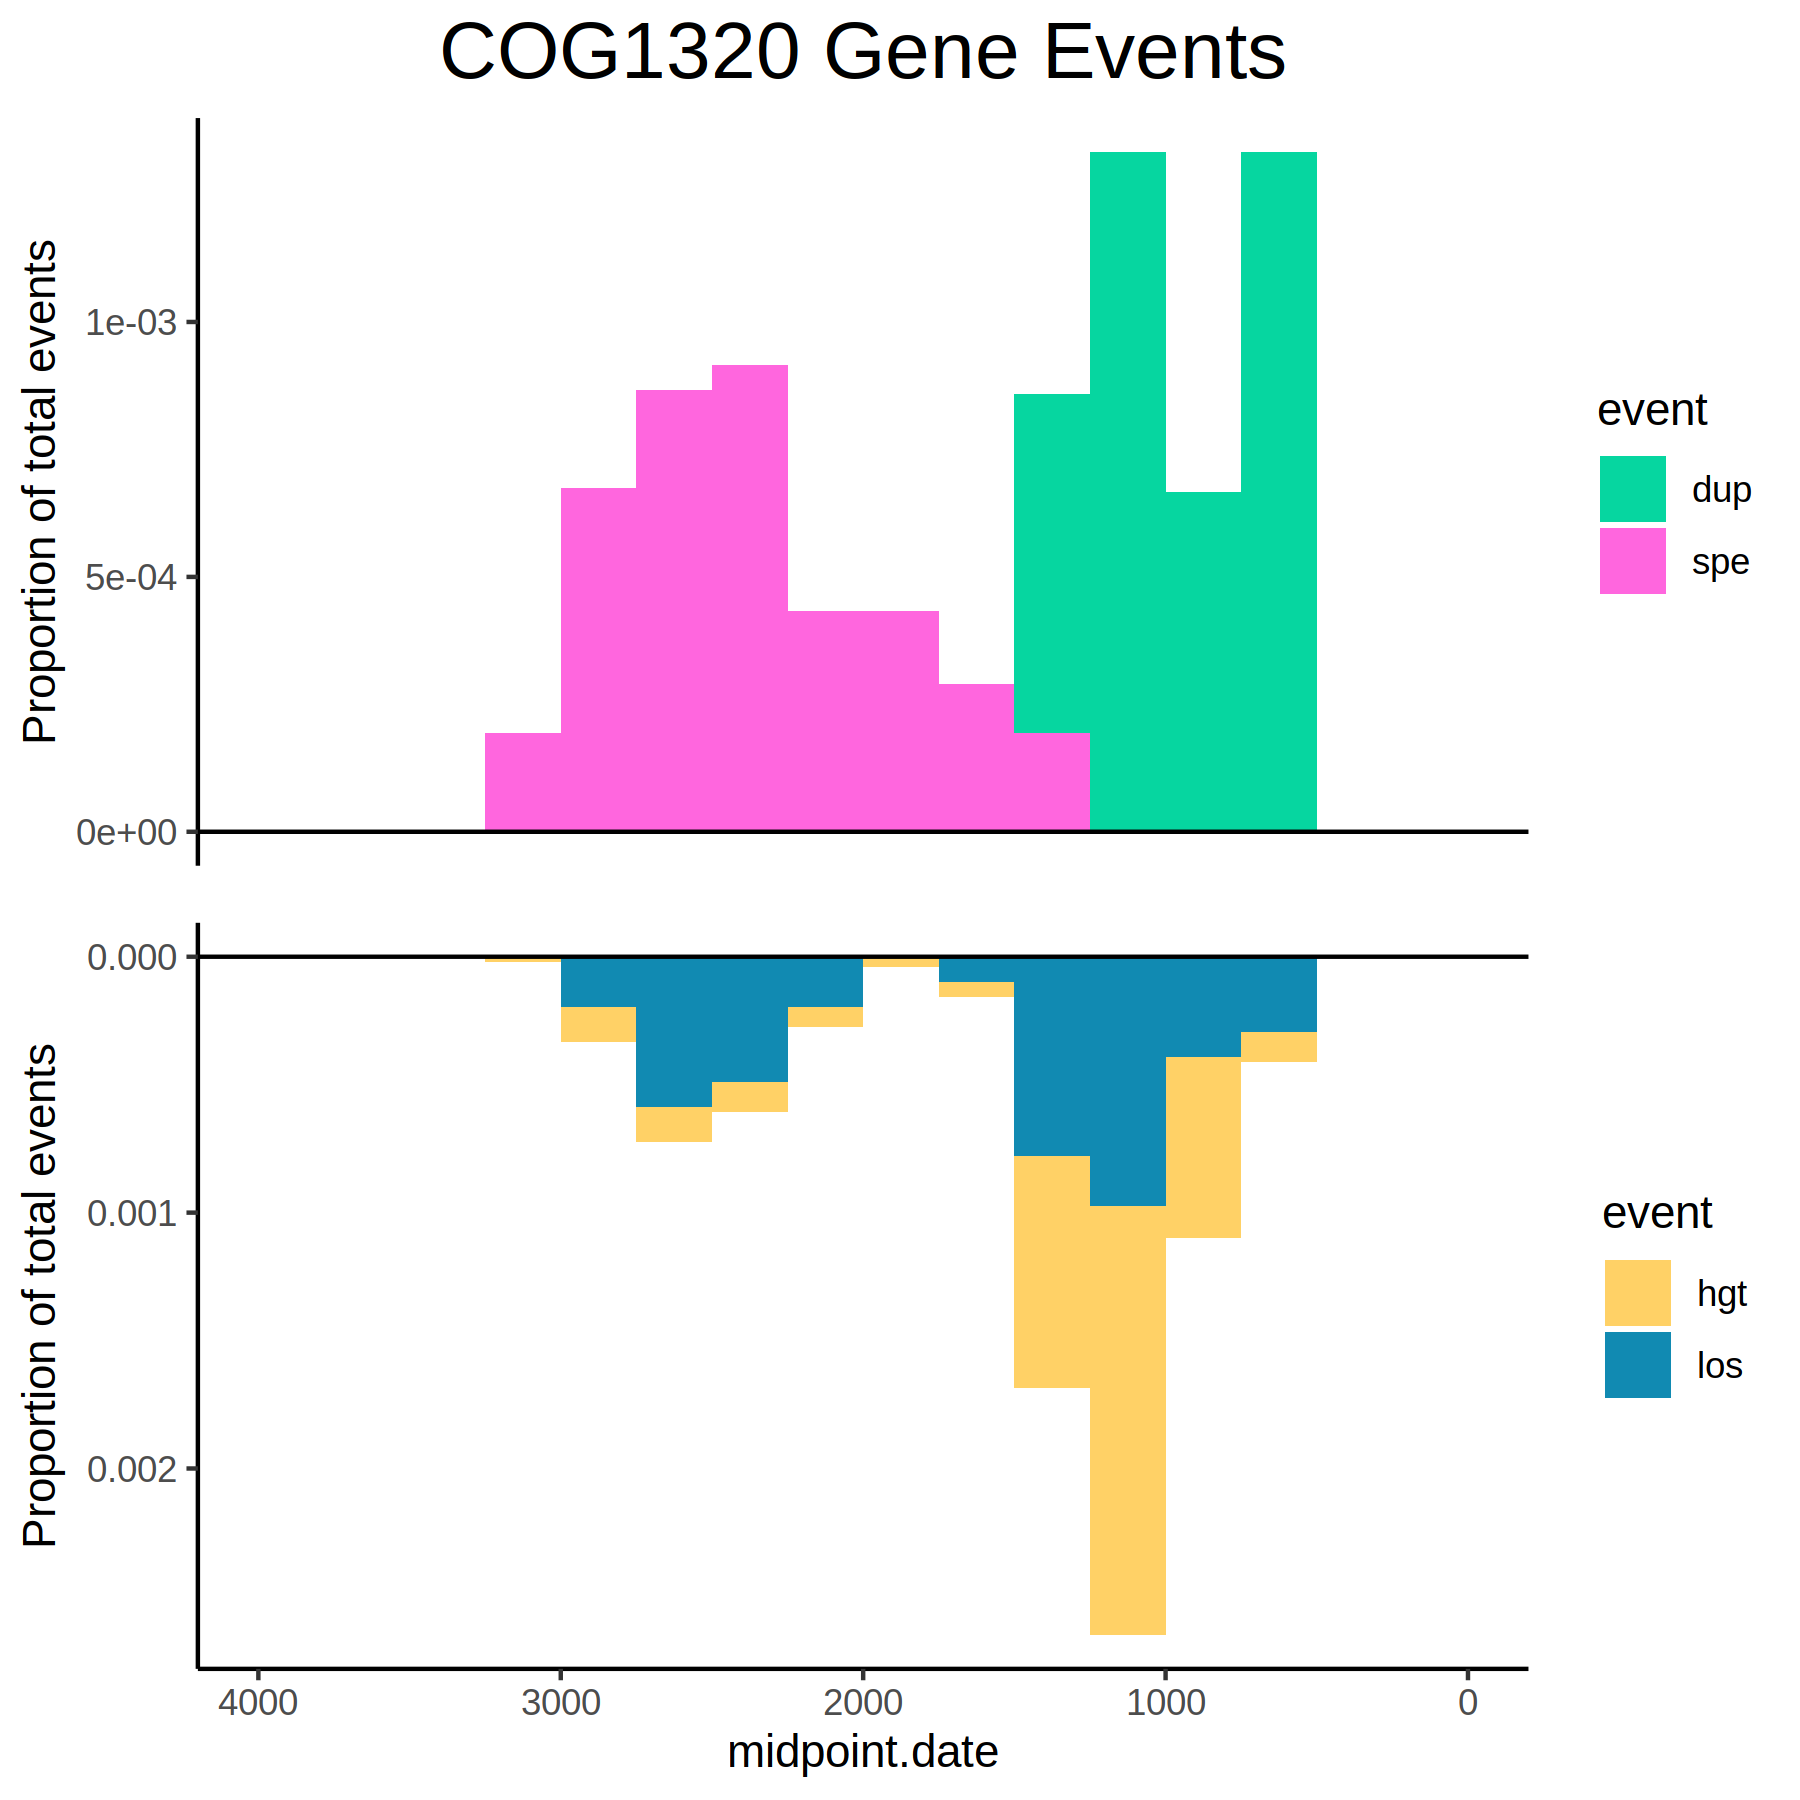 COG1320 Gene Events
Proportion of total events
1e-03
5e-04
0e+00
event
dup
spe
Proportion of total events
0.000
0.001
0.002
event
hgt
los
4000 3000 2000 1000 0
midpoint.date